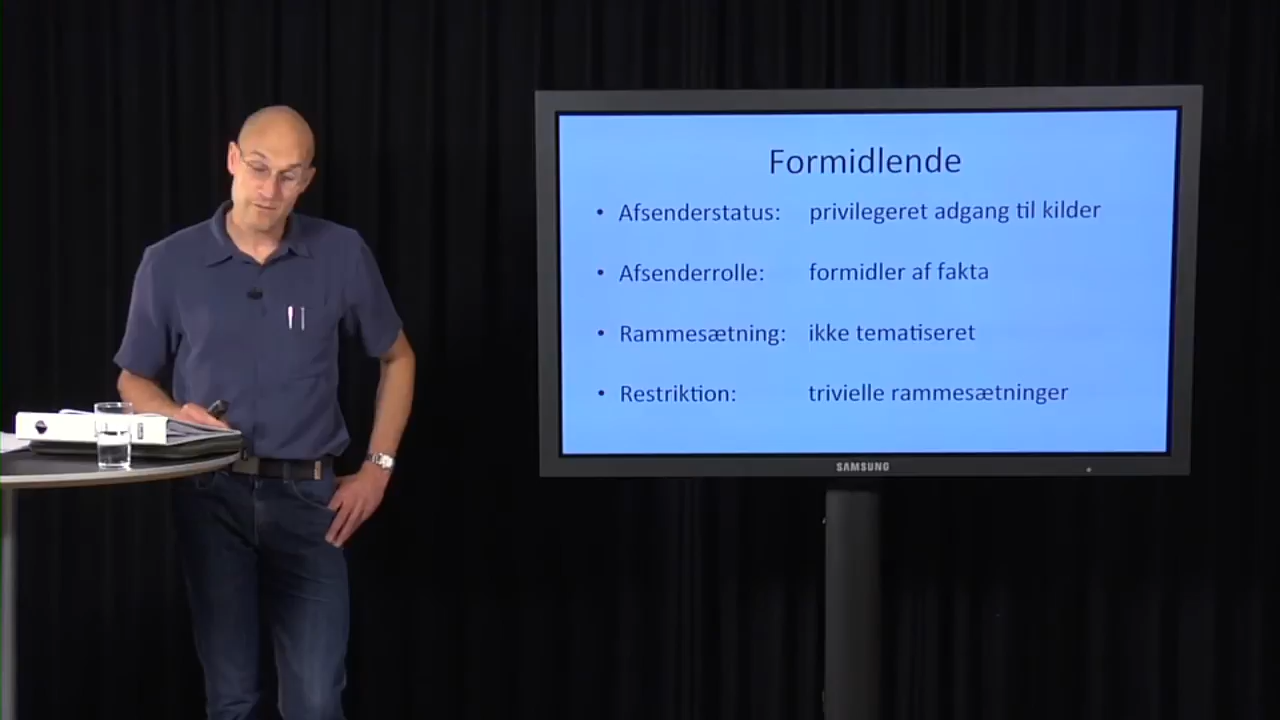 Formidlende
• Afsenderstatus: privilegeret adgang til kilder
• Afsenderrolle: formidler af fakta
• Rammesætning: ikke tematiseret
• Restriktion: trivielle rammesætninger
SAMSUNG